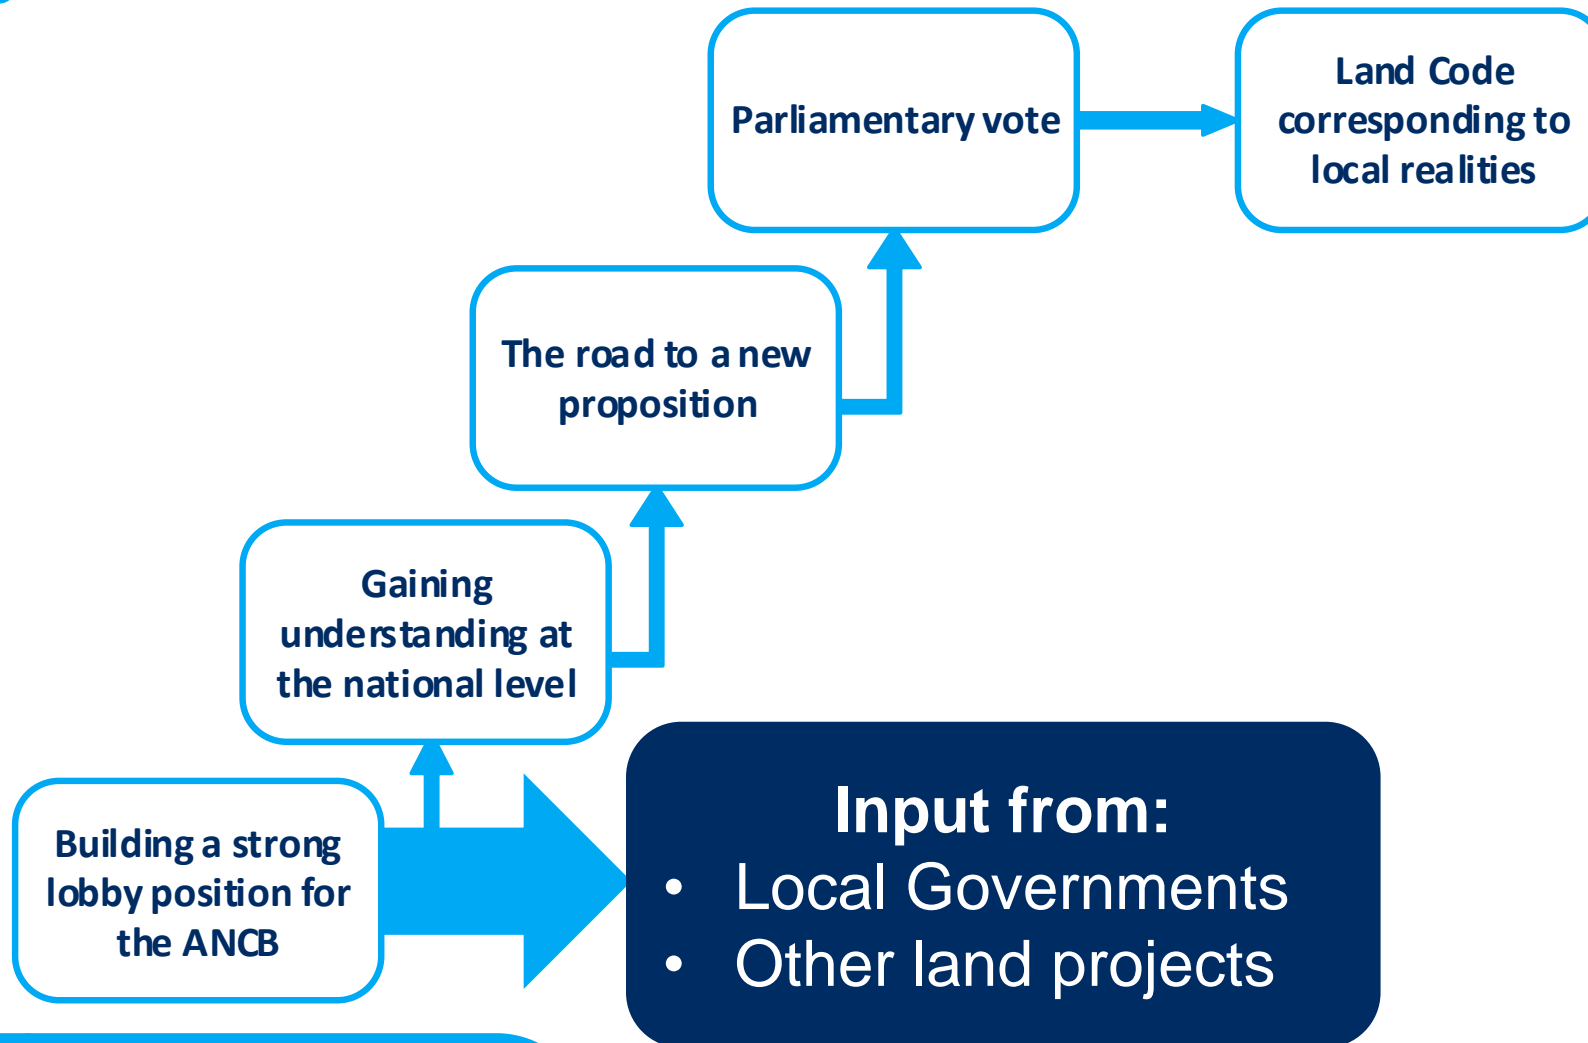 Parliamentary vote
Land Code
corresponding to
local realities
The road to a new
proposition
Gaining
understanding at
the national level
Building a strong
lobby position for
the ANCB
Input from:
• Local Governments
• Other land projects